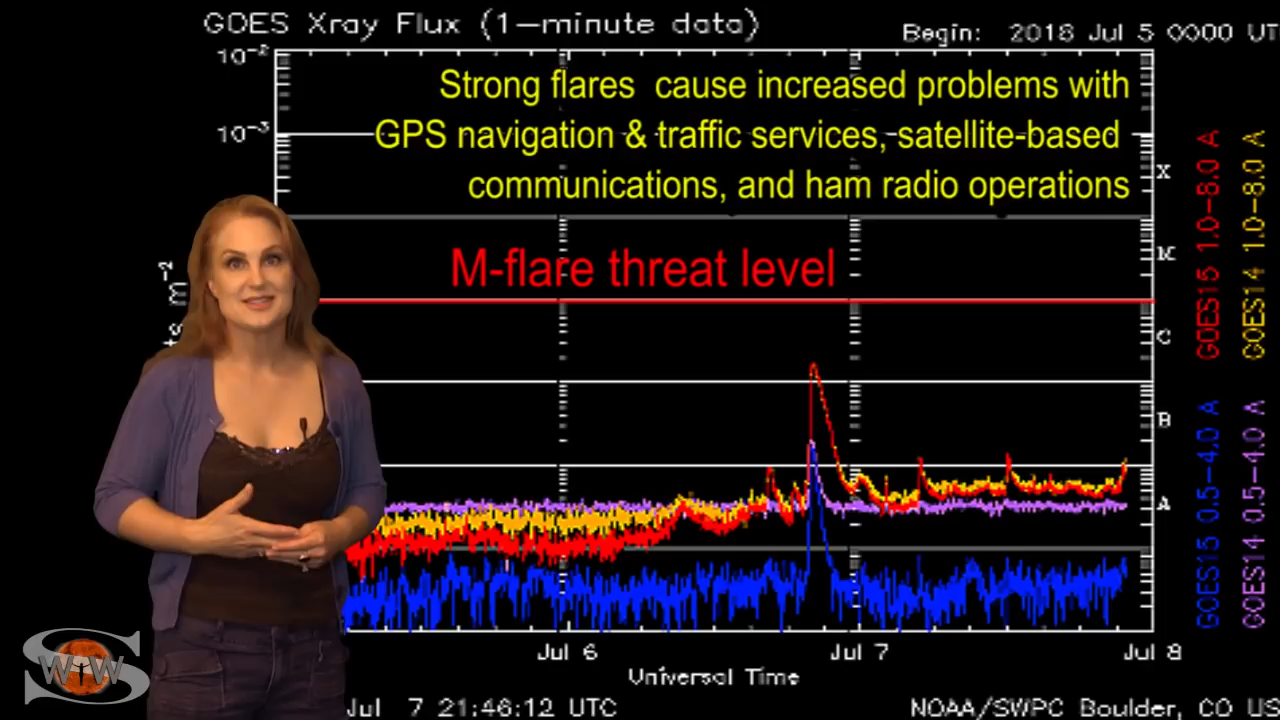 GOES Xray Flux (1-minute data)
Begin: 2018 Jul 5 0000 UT
10-2
Strong flares cause increased problems with
10-3
GPS navigation & traffic services, satellite-based
communications, and ham radio operations
X
M-flare threat level
M
C
B
A
GOES15 1.0-8.0 A
GOES14 1.0-8.0 A
GOES15 0.5-4.0 A
GOES14 0.5-4.0 A
ts m-2
Jul 6
Jul 7
Jul 8
Universal Time
Jul 7 21:46:12 UTC
NOAA/SWPC Boulder, CO US
S
WW